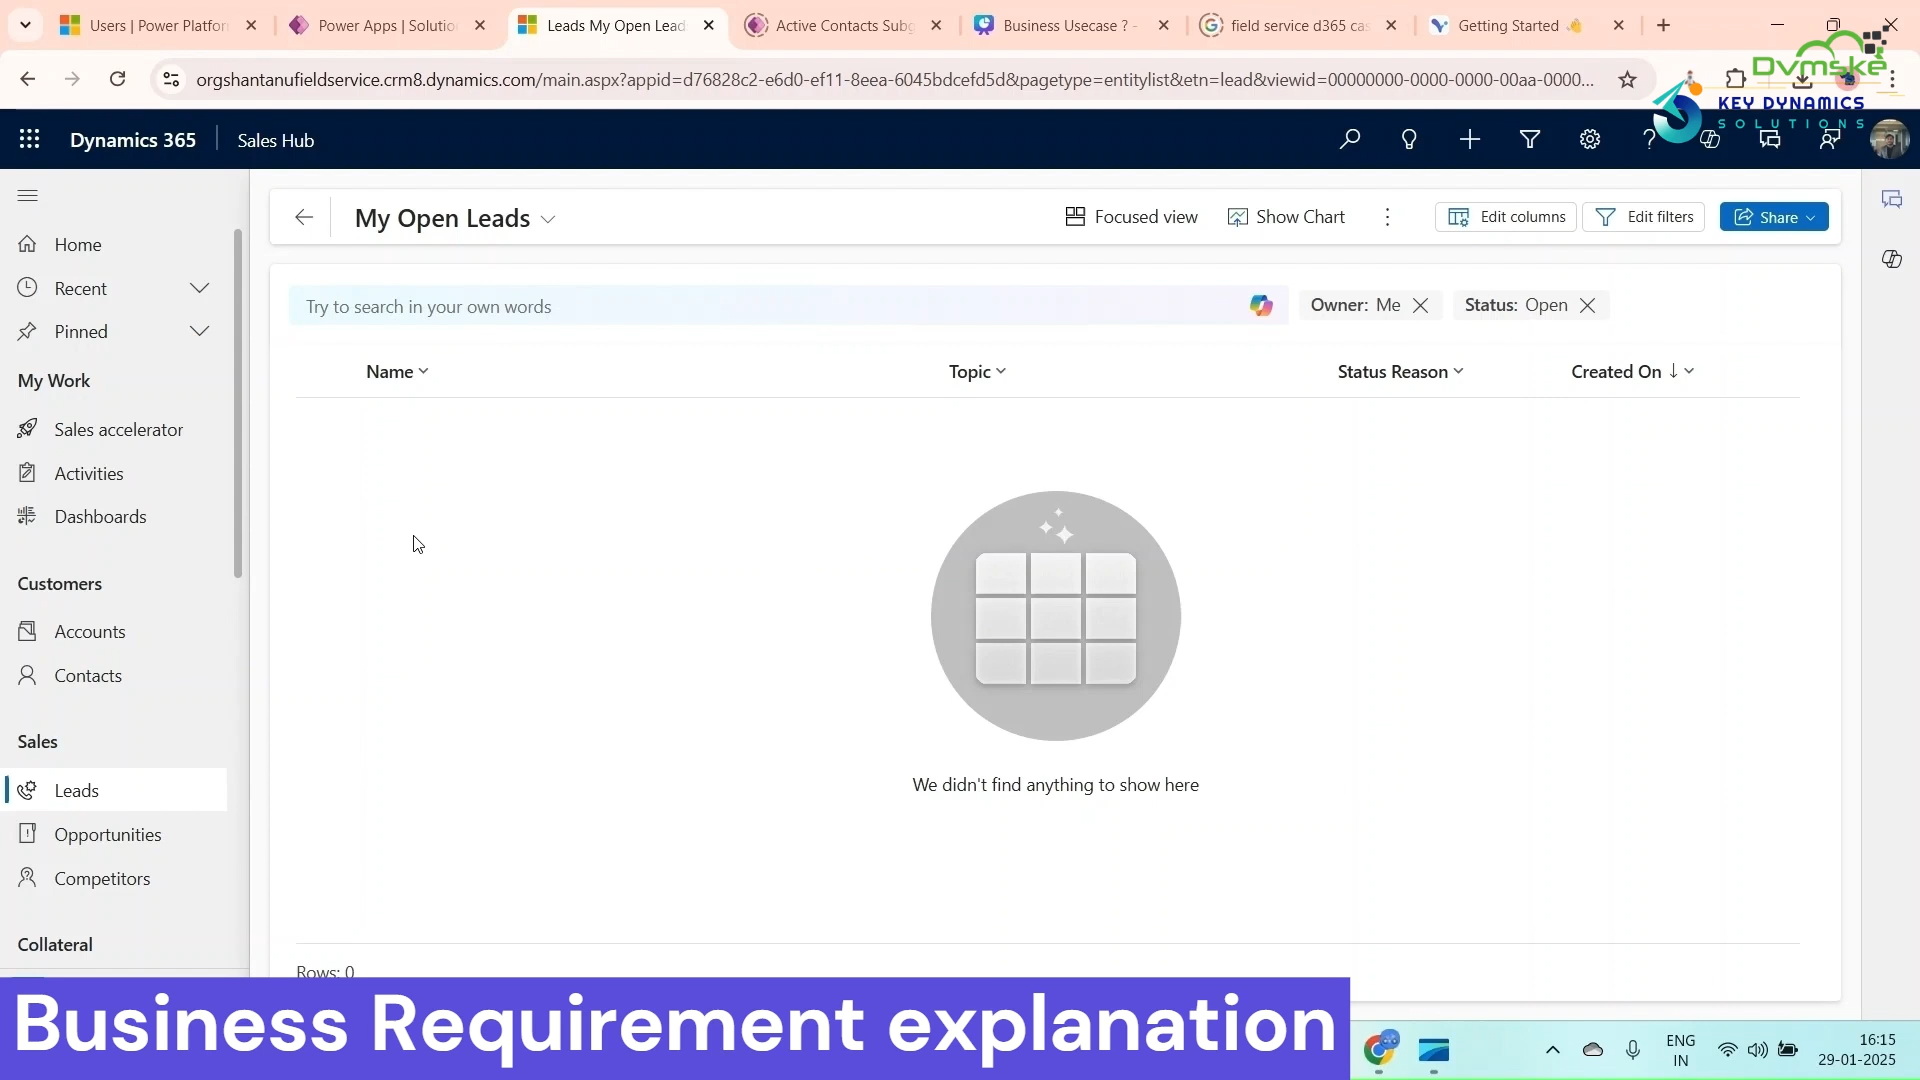 Users | Power Platfor
Power Apps | Solutio
Leads My Open Lead
Active Contacts Subg
Business Usecase ? -
field service d365 cas
Getting Started 👋
orgshantanufieldservice.crm8.dynamics.com/main.aspx?appid=d76828c2-e6d0-ef11-8eea-6045bdcefd5d&pagetype=entitylist&etn=lead&viewid=00000000-0000-0000-00aa-0000...
Dvmske
KEY DYNAMICS
SOLUTIONS
Dynamics 365
Sales Hub
My Open Leads
Focused view
Show Chart
Edit columns
Edit filters
Share
Home
Recent
Pinned
My Work
Sales accelerator
Activities
Dashboards
Customers
Accounts
Contacts
Sales
Leads
Opportunities
Competitors
Collateral
Try to search in your own words
Owner: Me
Status: Open
Name
Topic
Status Reason
Created On
We didn't find anything to show here
Rows: 0
Business Requirement explanation
ENG
IN
16:15
29-01-2025